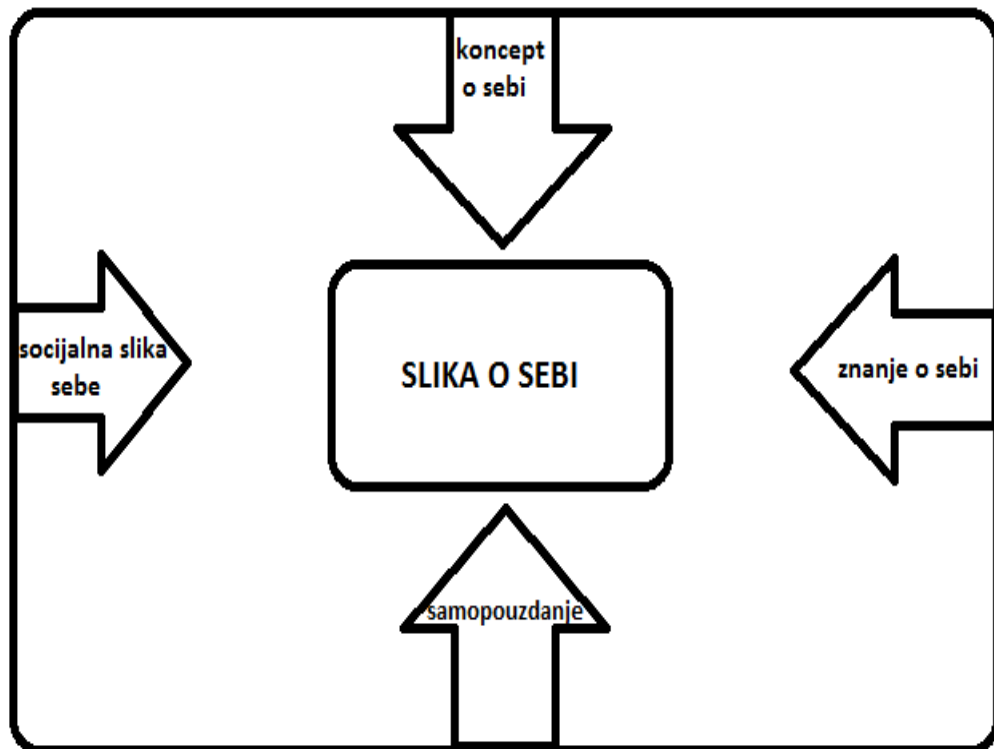 koncept
o sebi
socijalna slika
sebe
SLIKA O SEBI
znanje o sebi
samopouzdanje